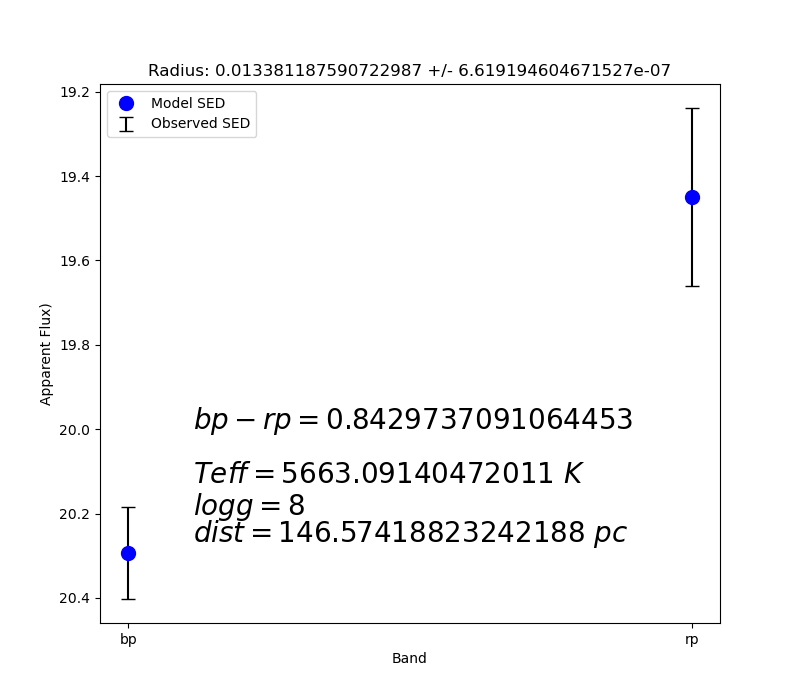 Radius: 0.013381187590722987 +/- 6.619194604671527e-07
Model SED
Observed SED
Apparent Flux)
19.2
19.4
19.6
19.8
20.0
20.2
20.4
bp − rp = 0.8429737091064453
Teff = 5663.09140472011 K
logg = 8
dist = 146.57418823242188 pc
bp
rp
Band